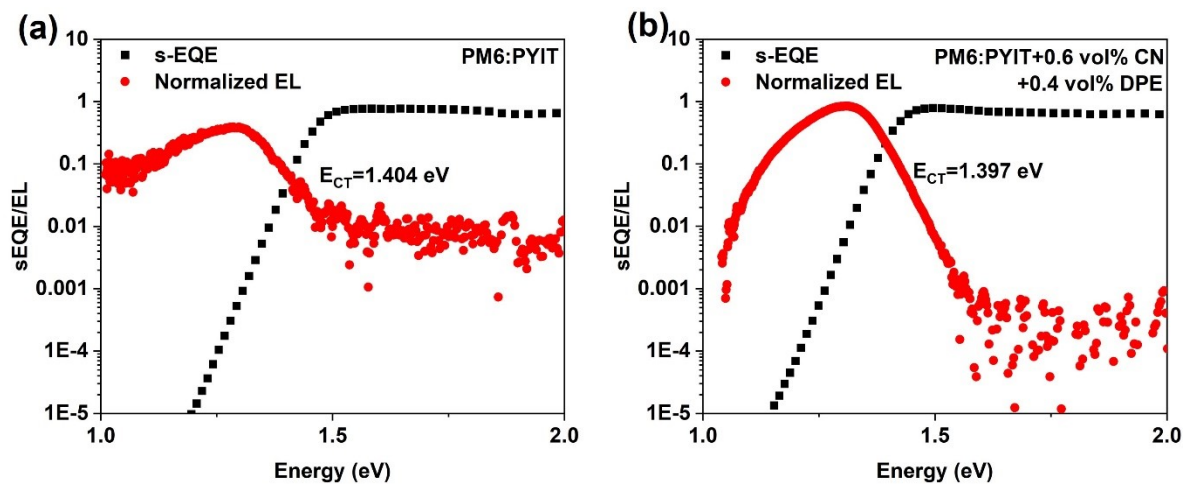 (a)
s-EQE
Normalized EL
PM6:PYIT
E_CT=1.404 eV
sEQE/EL
10
1
0.1
0.01
0.001
1E-4
1E-5
1.0
1.5
2.0
Energy (eV)
(b)
s-EQE
Normalized EL
PM6:PYIT+0.6 vol% CN
+0.4 vol% DPE
E_CT=1.397 eV
sEQE/EL
10
1
0.1
0.01
0.001
1E-4
1E-5
1.0
1.5
2.0
Energy (eV)